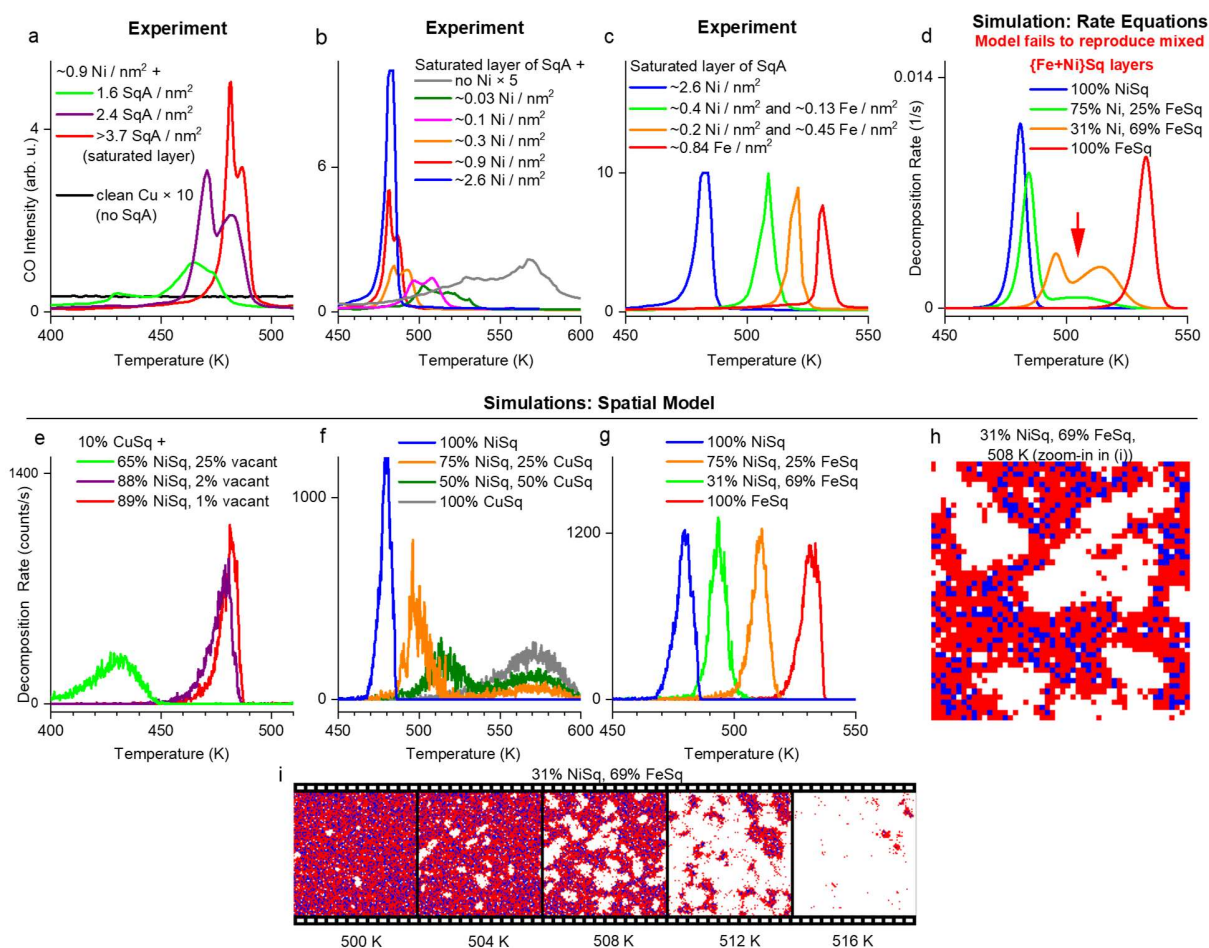 a
Experiment
~0.9 Ni / nm² +
1.6 SqA / nm²
2.4 SqA / nm²
>3.7 SqA / nm²
(saturated layer)
clean Cu × 10
(no SqA)
CO Intensity (arb. u.)
4
0
400
450
500
Temperature (K)
b
Experiment
Saturated layer of SqA +
no Ni × 5
~0.03 Ni / nm²
~0.1 Ni / nm²
~0.3 Ni / nm²
~0.9 Ni / nm²
~2.6 Ni / nm²
6
0
450
500
550
600
Temperature (K)
c
Experiment
Saturated layer of SqA
~2.6 Ni / nm²
~0.4 Ni / nm² and ~0.13 Fe / nm²
~0.2 Ni / nm² and ~0.45 Fe / nm²
~0.84 Fe / nm²
10
0
450
500
550
Temperature (K)
d
Simulation: Rate Equations
Model fails to reproduce mixed
{Fe+Ni}Sq layers
100% NiSq
75% Ni, 25% FeSq
31% Ni, 69% FeSq
100% FeSq
Decomposition Rate (1/s)
0.014
0
450
500
550
Temperature (K)
Simulations: Spatial Model
e
10% CuSq +
65% NiSq, 25% vacant
88% NiSq, 2% vacant
89% NiSq, 1% vacant
Decomposition Rate (counts/s)
1400
0
400
450
500
Temperature (K)
f
100% NiSq
75% NiSq, 25% CuSq
50% NiSq, 50% CuSq
100% CuSq
1000
0
450
500
550
600
Temperature (K)
g
100% NiSq
75% NiSq, 25% FeSq
31% NiSq, 69% FeSq
100% FeSq
1200
0
450
500
550
Temperature (K)
h
31% NiSq, 69% FeSq,
508 K (zoom-in in (i))
i
31% NiSq, 69% FeSq
500 K
504 K
508 K
512 K
516 K